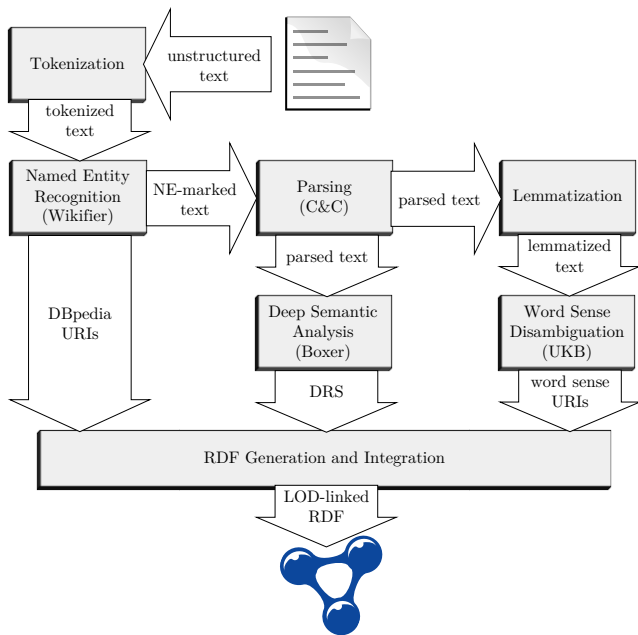 Tokenization
unstructured
text
tokenized
text
Named Entity
Recognition
(Wikifier)
NE-marked
text
Parsing
(C&C)
parsed text
Lemmatization
parsed text
lemmatized
text
DBpedia
URIs
Deep Semantic
Analysis
(Boxer)
Word Sense
Disambiguation
(UKB)
DRS
word sense
URIs
RDF Generation and Integration
LOD-linked
RDF